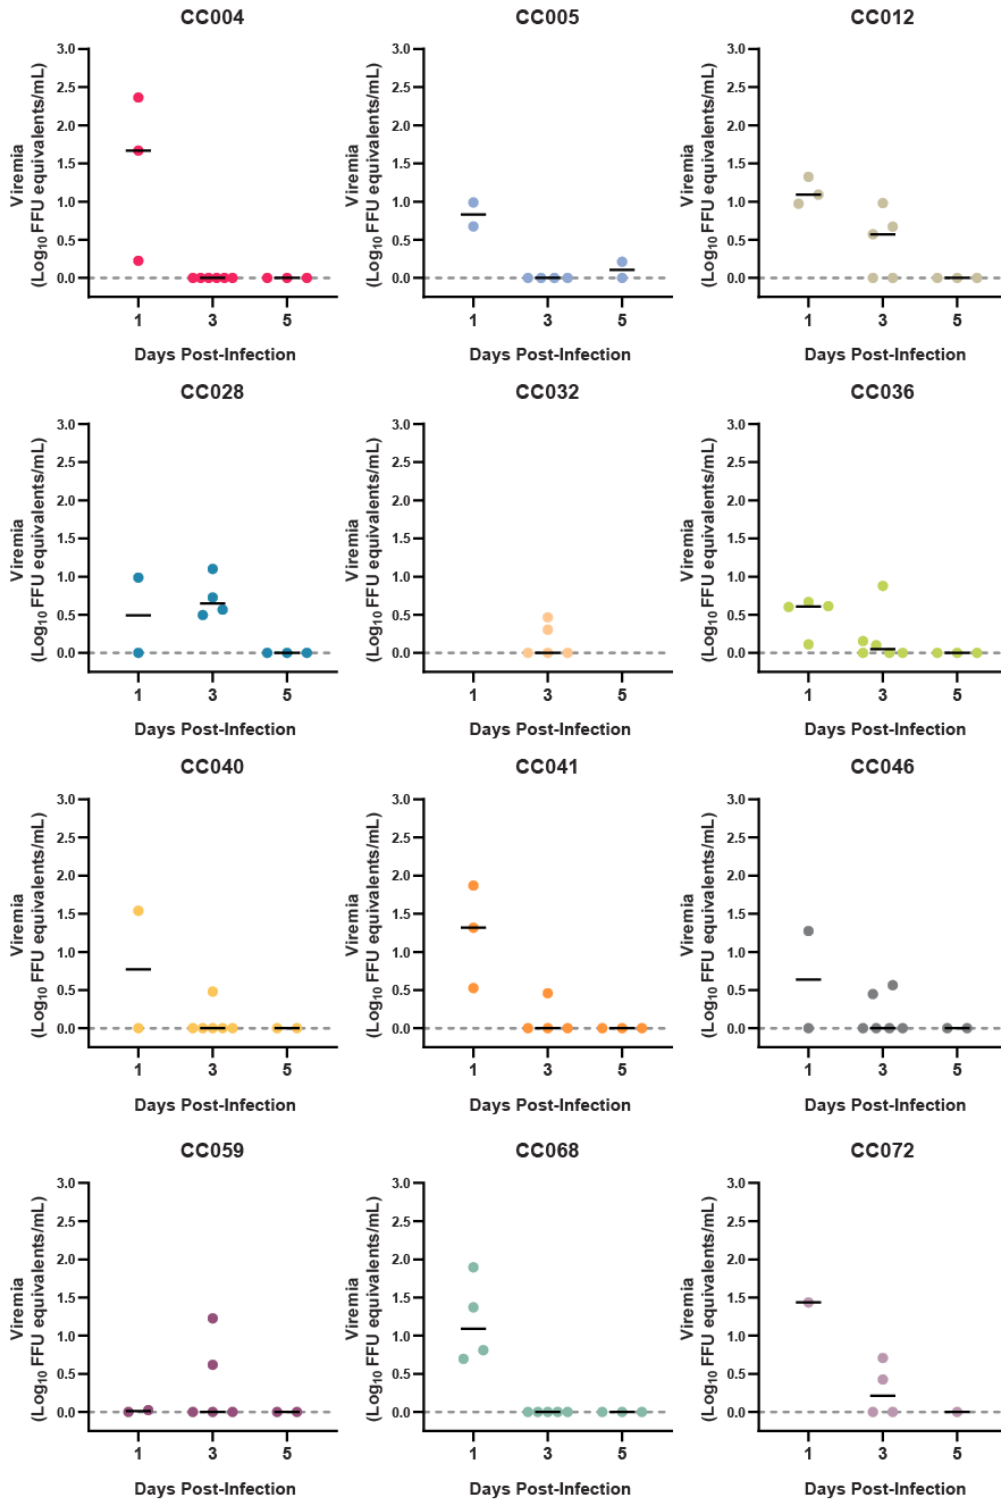 CC004
3.0
2.5
2.0
1.5
1.0
0.5
0.0
Viremia
(Log₁₀ FFU equivalents/mL)
1 3 5
Days Post-Infection
CC005
3.0
2.5
2.0
1.5
1.0
0.5
0.0
Viremia
(Log₁₀ FFU equivalents/mL)
1 3 5
Days Post-Infection
CC012
3.0
2.5
2.0
1.5
1.0
0.5
0.0
Viremia
(Log₁₀ FFU equivalents/mL)
1 3 5
Days Post-Infection
CC028
3.0
2.5
2.0
1.5
1.0
0.5
0.0
Viremia
(Log₁₀ FFU equivalents/mL)
1 3 5
Days Post-Infection
CC032
3.0
2.5
2.0
1.5
1.0
0.5
0.0
Viremia
(Log₁₀ FFU equivalents/mL)
1 3 5
Days Post-Infection
CC036
3.0
2.5
2.0
1.5
1.0
0.5
0.0
Viremia
(Log₁₀ FFU equivalents/mL)
1 3 5
Days Post-Infection
CC040
3.0
2.5
2.0
1.5
1.0
0.5
0.0
Viremia
(Log₁₀ FFU equivalents/mL)
1 3 5
Days Post-Infection
CC041
3.0
2.5
2.0
1.5
1.0
0.5
0.0
Viremia
(Log₁₀ FFU equivalents/mL)
1 3 5
Days Post-Infection
CC046
3.0
2.5
2.0
1.5
1.0
0.5
0.0
Viremia
(Log₁₀ FFU equivalents/mL)
1 3 5
Days Post-Infection
CC059
3.0
2.5
2.0
1.5
1.0
0.5
0.0
Viremia
(Log₁₀ FFU equivalents/mL)
1 3 5
Days Post-Infection
CC068
3.0
2.5
2.0
1.5
1.0
0.5
0.0
Viremia
(Log₁₀ FFU equivalents/mL)
1 3 5
Days Post-Infection
CC072
3.0
2.5
2.0
1.5
1.0
0.5
0.0
Viremia
(Log₁₀ FFU equivalents/mL)
1 3 5
Days Post-Infection